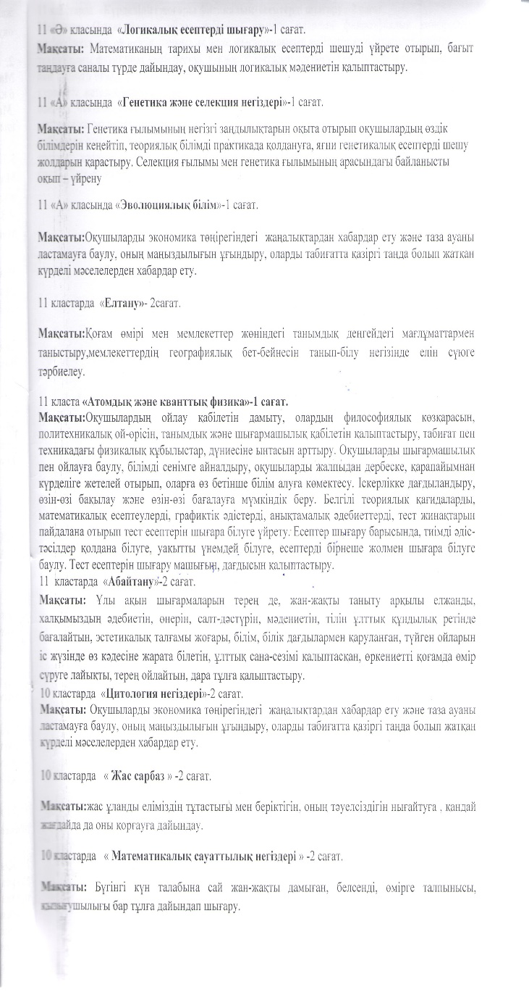 11 «Ә» класында «Логикалық есептерді шығару»-1 сағат.
Мақсаты: Математиканың тарихы мен логикалық есептерді шешуді үйрете отырып, бағыт
таңдауға саналы түрде дайындау, оқушының логикалық мәдениетін қалыптастыру.
11 «А» класында «Генетика және селекция негіздері»-1 сағат.
Мақсаты: Генетика ғылымының негізгі заңдылықтарын оқыта отырып оқушылардың өздік
білімдерін кеңейтіп, теориялық білімді практикада қолдануға, яғни генетикалық есептерді шешу
жолдарын қарастыру. Селекция ғылымы мен генетика ғылымының арасындағы байланысты
оқып – үйрену
11 «А» класында «Эволюциялық білім»-1 сағат.
Мақсаты:Оқушыларды экономика төңірегіндегі жаңалықтардан хабардар ету және таза ауаны
ластамауға баулу, оның маңыздылығын ұғындыру, оларды табиғатта қазіргі таңда болып жатқан
күрделі мәселелерден хабардар ету.
11 кластарда «Елтану»- 2сағат.
Мақсаты:Қоғам өмірі мен мемлекеттер жөніндегі танымдық деңгейдегі мағлұматтармен
таныстыру,мемлекеттердің географиялық бет-бейнесін танып-білу негізінде елін сүюге
тәрбиелеу.
11 класта «Атомдық және кванттық физика»-1 сағат.
Мақсаты:Оқушылардың ойлау қабілетін дамыту, олардың философиялық көзқарасын,
политехникалық ой-өрісін, танымдық және шығармашылық қабілетін қалыптастыру, табиғат пен
техникадағы физикалық құбылыстар, дүниесіне ынтасын арттыру. Оқушыларды шығармашылық
пен ойлауға баулу, білімді сенімге айналдыру, оқушыларды жалпыдан дербеске, қарапайымнан
күрделіге жетелей отырып, оларға өз бетінше білім алуға көмектесу. Іскерлікке дағдыландыру,
өзін-өзі бақылау және өзін-өзі бағалауға мүмкіндік беру. Белгілі теориялық қағидаларды,
математикалық есептеулерді, графиктік әдістерді, анықтамалық әдебиеттерді, тест жинақтарын
пайдалана отырып тест есептерін шығара білуге үйрету. Есептер шығару барысында, тиімді әдіс-
тәсілдер қолдана білуге, уақытты үнемдей білуге, есептерді бірнеше жолмен шығара білуге
баулу. Тест есептерін шығару машығын, дағдысын қалыптастыру.
11 кластарда «Абайтану»-2 сағат.
Мақсаты: Ұлы ақын шығармаларын терең де, жан-жақты таныту арқылы елжанды,
халқымыздың әдебиетін, өнерін, салт-дәстүрін, мәдениетін, тілін ұлттық құндылық ретінде
бағалайтын, эстетикалық талғамы жоғары, білім, білік дағдылармен қаруланған, түйген ойларын
іс жүзінде өз кәдесіне жарата білетін, ұлттық сана-сезімі қалыптасқан, өркениетті қоғамда өмір
сүруге лайықты, терең ойлайтын, дара тұлға қалыптастыру.
10 кластарда «Цитология негіздері»-2 сағат.
Мақсаты: Оқушыларды экономика төңірегіндегі жаңалықтардан хабардар ету және таза ауаны
ластамауға баулу, оның маңыздылығын ұғындыру, оларды табиғатта қазіргі таңда болып жатқан
күрделі мәселелерден хабардар ету.
10 кластарда « Жас сарбаз » -2 сағат.
Мақсаты:жас ұланды еліміздің тұтастығы мен беріктігін, оның тәуелсіздігін нығайтуға , қандай
жағдайда да оны қорғауға дайындау.
10 кластарда « Математикалық сауаттылық негіздері » -2 сағат.
Мақсаты: Бүгінгі күн талабына сай жан-жақты дамыған, белсенді, өмірге талпынысы,
қызығушылығы бар тұлға дайындап шығару.